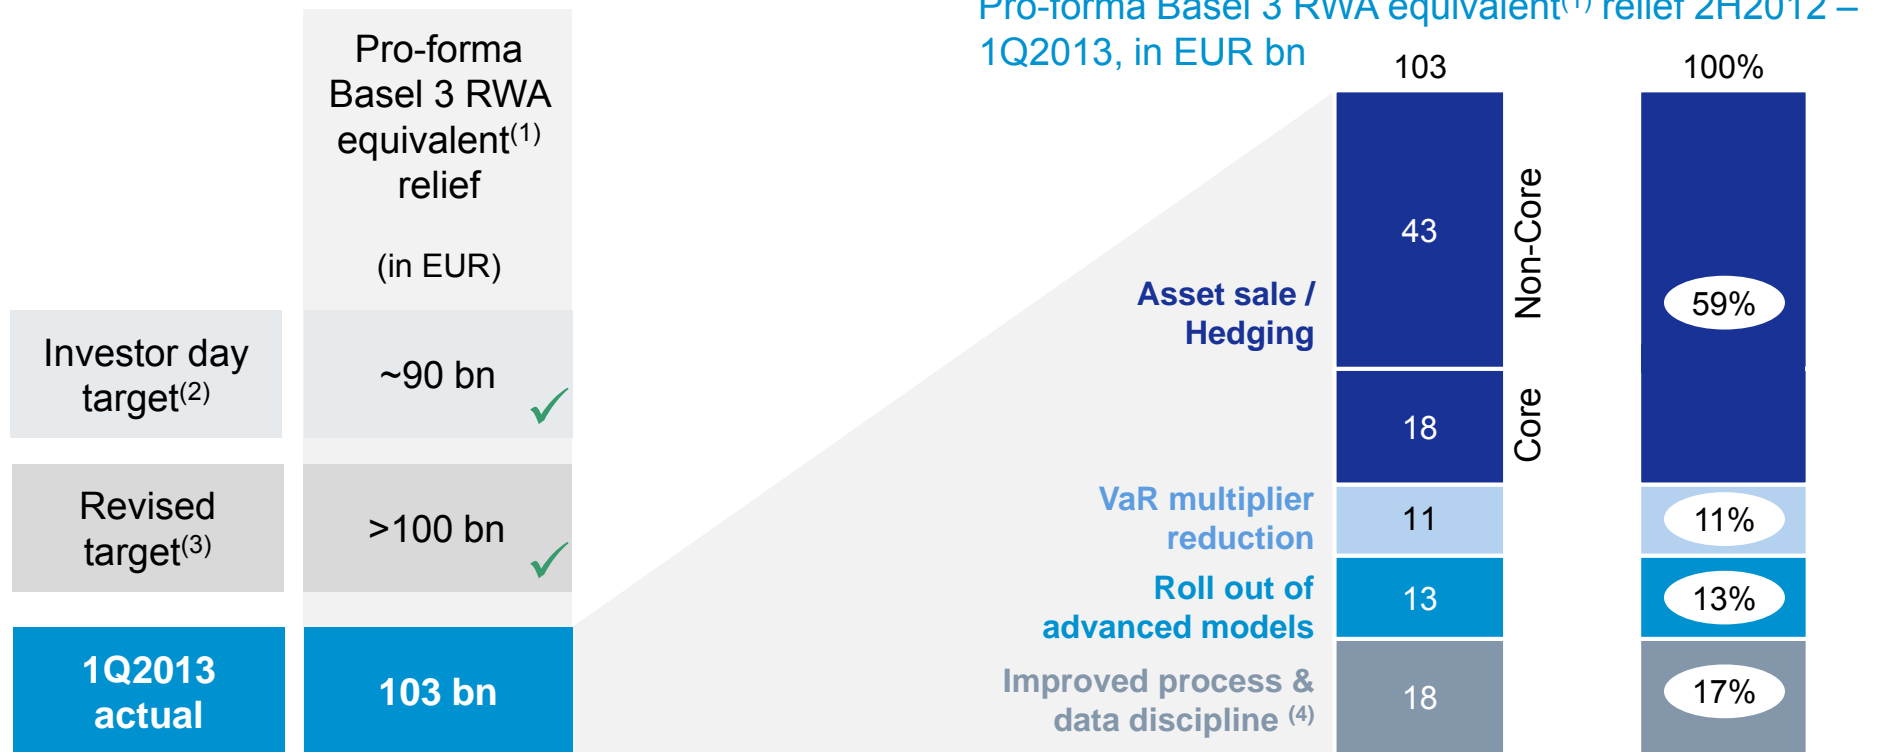 Pro-forma
Basel 3 RWA
equivalent(1)
relief
(in EUR)
Investor day
target(2)
~90 bn
Revised
target(3)
>100 bn
1Q2013
actual
103 bn
Pro-forma Basel 3 RWA equivalent(1) relief 2H2012 –
1Q2013, in EUR bn
103
100%
Asset sale /
Hedging
43
Non-Core
59%
18
Core
VaR multiplier
reduction
11
11%
Roll out of
advanced models
13
13%
Improved process &
data discipline (4)
18
17%